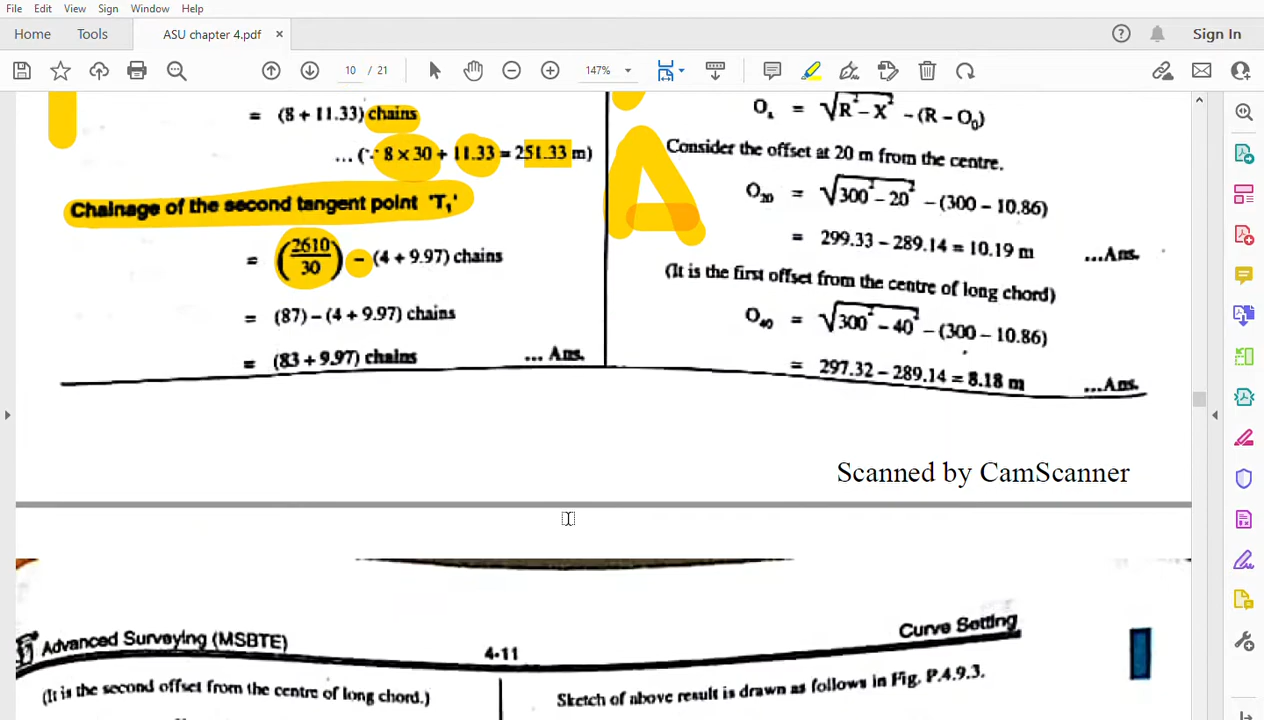 File Edit View Sign Window Help
Home Tools ASU chapter 4.pdf × Sign In
10 / 21 147%
= (8 + 11.33) chains
... (∵ 8 × 30 + 11.33 = 251.33 m)
Chainage of the second tangent point 'T₁'
= (2610/30) – (4 + 9.97) chains
= (87) – (4 + 9.97) chains
= (83 + 9.97) chains ... Ans.
Oₓ = √R² – X² – (R – O₀)
Consider the offset at 20 m from the centre.
O₂₀ = √300² – 20² – (300 – 10.86)
= 299.33 – 289.14 = 10.19 m ...Ans.
(It is the first offset from the centre of long chord)
O₄₀ = √300² – 40² – (300 – 10.86)
= 297.32 – 289.14 = 8.18 m ...Ans.
Scanned by CamScanner
Advanced Surveying (MSBTE) 4-11 Curve Setting
(It is the second offset from the centre of long chord.)
Sketch of above result is drawn as follows in Fig. P.4.9.3.